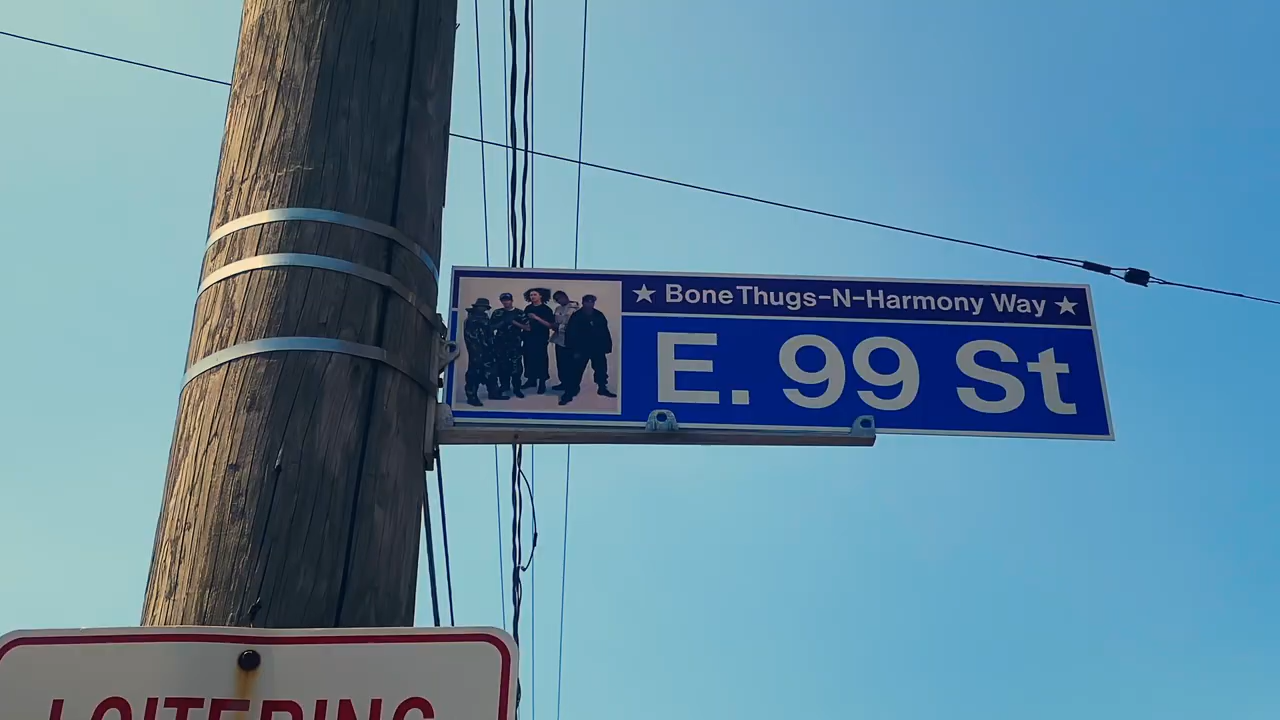 ★ Bone Thugs-N-Harmony Way ★
E. 99 St
LOITERING